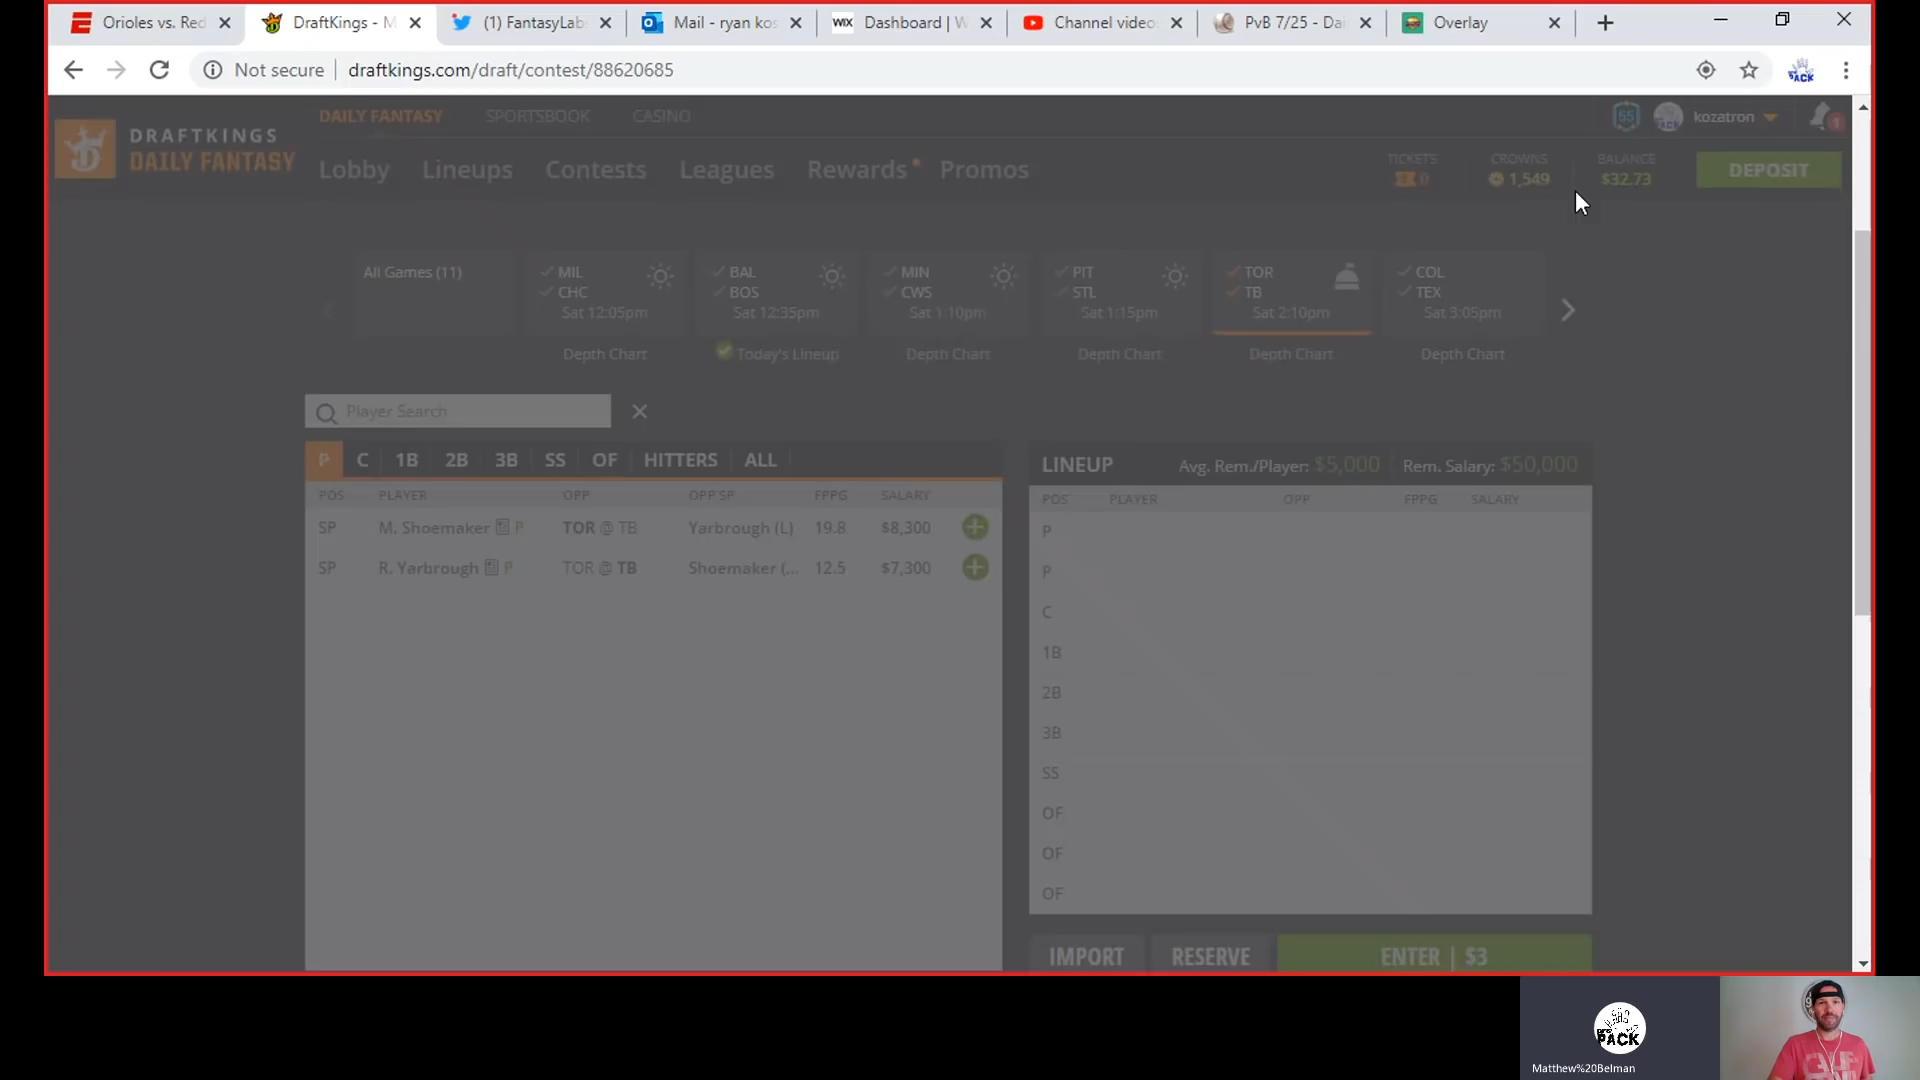 Orioles vs. Red
DraftKings - M
(1) FantasyLab
Mail - ryan kos
WIX
Dashboard | W
Channel video
PvB 7/25 - Dai
Overlay
Not secure
draftkings.com/draft/contest/88620685
PACK
DRAFTKINGS
DAILY FANTASY
DAILY FANTASY
SPORTSBOOK
CASINO
55
kozatron
1
Lobby
Lineups
Contests
Leagues
Rewards
Promos
TICKETS
0
CROWNS
1,549
BALANCE
$32.73
DEPOSIT
All Games (11)
MIL
CHC
Sat 12:05pm
Depth Chart
BAL
BOS
Sat 12:35pm
Today's Lineup
MIN
CWS
Sat 1:10pm
Depth Chart
PIT
STL
Sat 1:15pm
Depth Chart
TOR
TB
Sat 2:10pm
Depth Chart
COL
TEX
Sat 3:05pm
Depth Chart
Player Search
P C 1B 2B 3B SS OF HITTERS ALL
POS PLAYER OPP OPP SP FPPG SALARY
SP M. Shoemaker P TOR @ TB Yarbrough (L) 19.8 $8,300
SP R. Yarbrough P TOR @ TB Shoemaker (... 12.5 $7,300
LINEUP Avg. Rem./Player: $5,000 Rem. Salary: $50,000
POS PLAYER OPP FPPG SALARY
P
P
C
1B
2B
3B
SS
OF
OF
OF
IMPORT
RESERVE
ENTER | $3
PACK
Matthew%20Belman